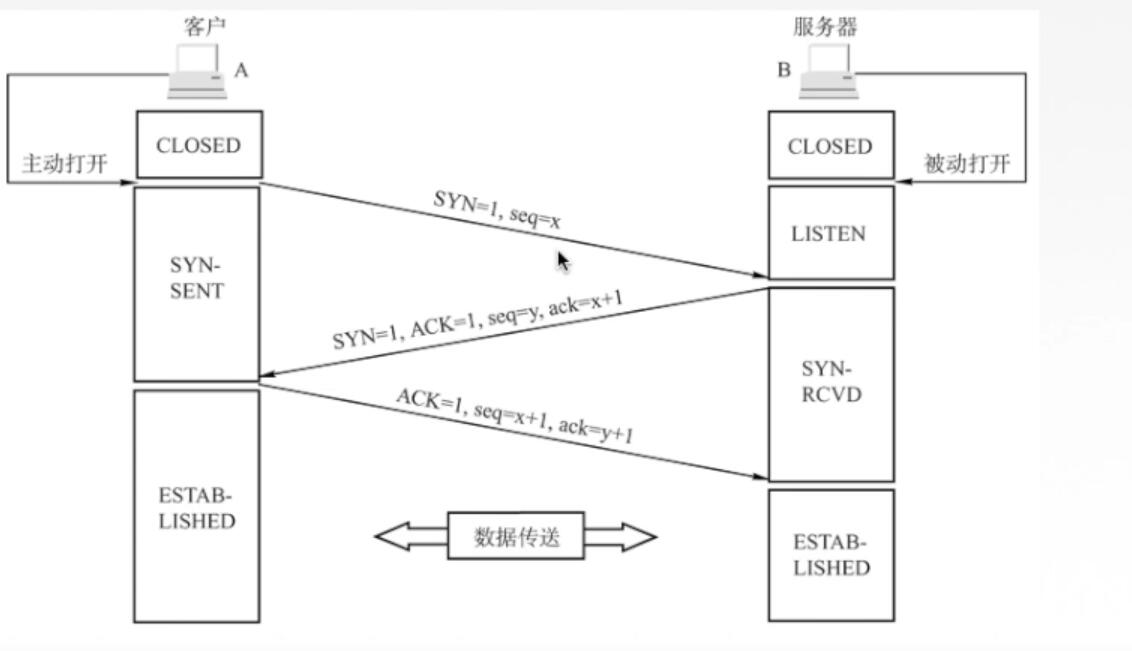 客户
服务器
A
B
CLOSED
CLOSED
主动打开
被动打开
SYN=1, seq=x
LISTEN
SYN-
SENT
SYN=1, ACK=1, seq=y, ack=x+1
SYN-
RCVD
ACK=1, seq=x+1, ack=y+1
ESTAB-
LISHED
数据传送
ESTAB-
LISHED